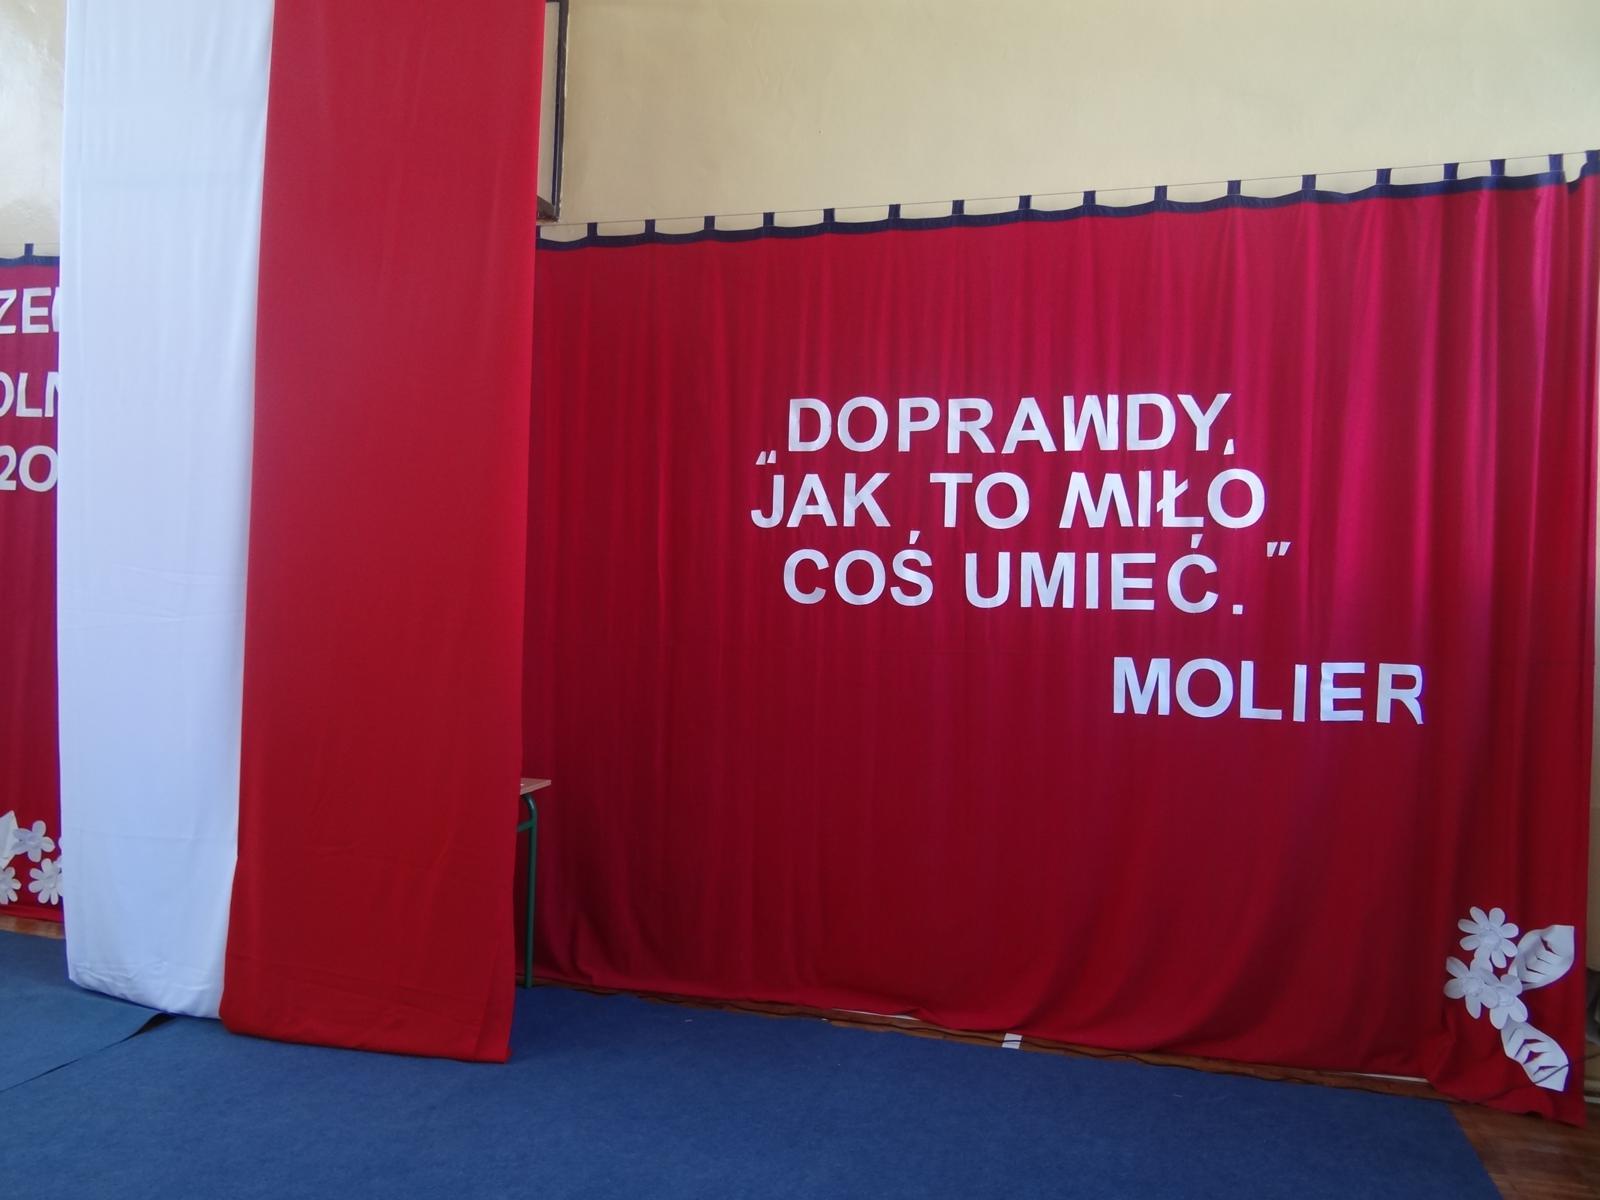 „DOPRAWDY,
JAK TO MIŁO
COŚ UMIEĆ."
MOLIER